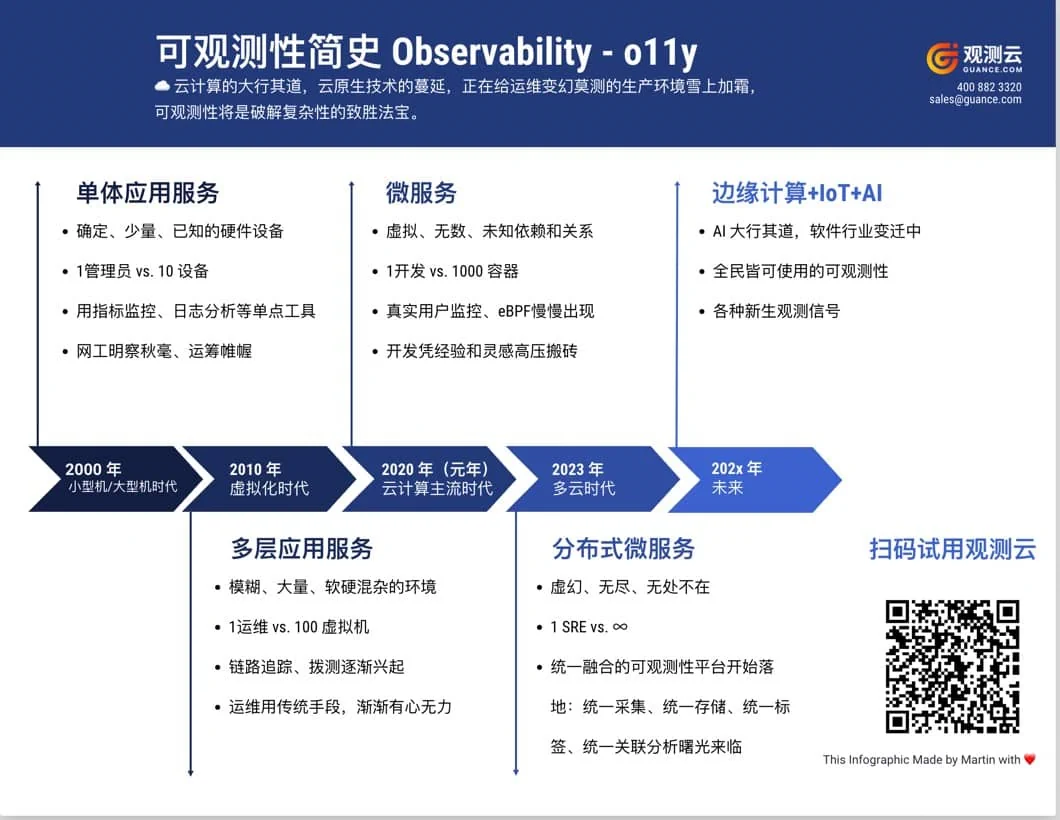 可观测性简史 Observability - o11y
☁️ 云计算的大行其道，云原生技术的蔓延，正在给运维变幻莫测的生产环境雪上加霜，
可观测性将是破解复杂性的致胜法宝。
观测云
GUANCE.COM
400 882 3320
sales@guance.com
单体应用服务
• 确定、少量、已知的硬件设备
• 1管理员 vs. 10 设备
• 用指标监控、日志分析等单点工具
• 网工明察秋毫、运筹帷幄
微服务
• 虚拟、无数、未知依赖和关系
• 1开发 vs. 1000 容器
• 真实用户监控、eBPF慢慢出现
• 开发凭经验和灵感高压搬砖
边缘计算+IoT+AI
• AI 大行其道，软件行业变迁中
• 全民皆可使用的可观测性
• 各种新生观测信号
2000 年
小型机/大型机时代
2010 年
虚拟化时代
2020 年（元年）
云计算主流时代
2023 年
多云时代
202x 年
未来
多层应用服务
• 模糊、大量、软硬混杂的环境
• 1运维 vs. 100 虚拟机
• 链路追踪、拨测逐渐兴起
• 运维用传统手段，渐渐有心无力
分布式微服务
• 虚幻、无尽、无处不在
• 1 SRE vs. ∞
• 统一融合的可观测性平台开始落
地：统一采集、统一存储、统一标
签、统一关联分析曙光来临
扫码试用观测云
This Infographic Made by Martin with ❤️